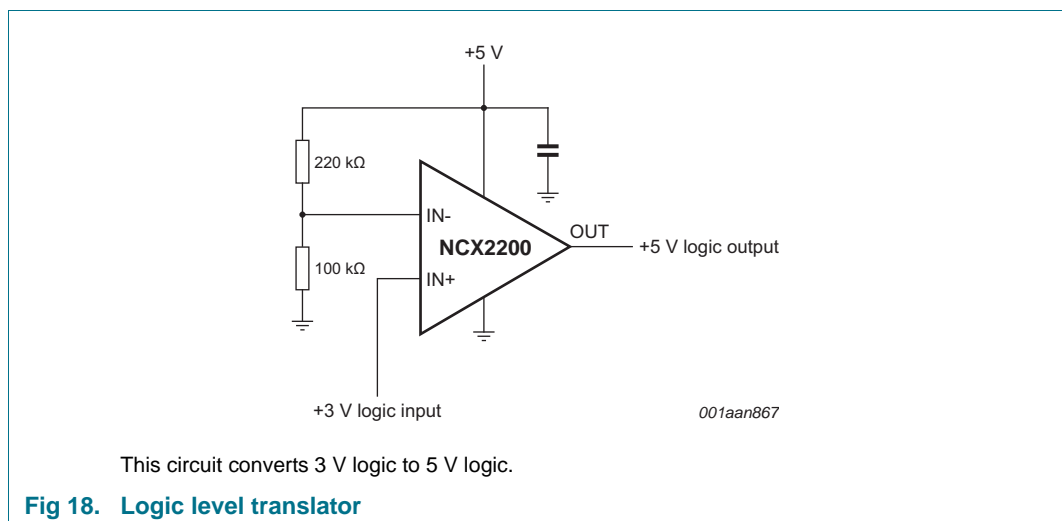 +5 V
220 kΩ
IN-
OUT
NCX2200
+5 V logic output
100 kΩ
IN+
+3 V logic input
001aan867
This circuit converts 3 V logic to 5 V logic.
Fig 18. Logic level translator